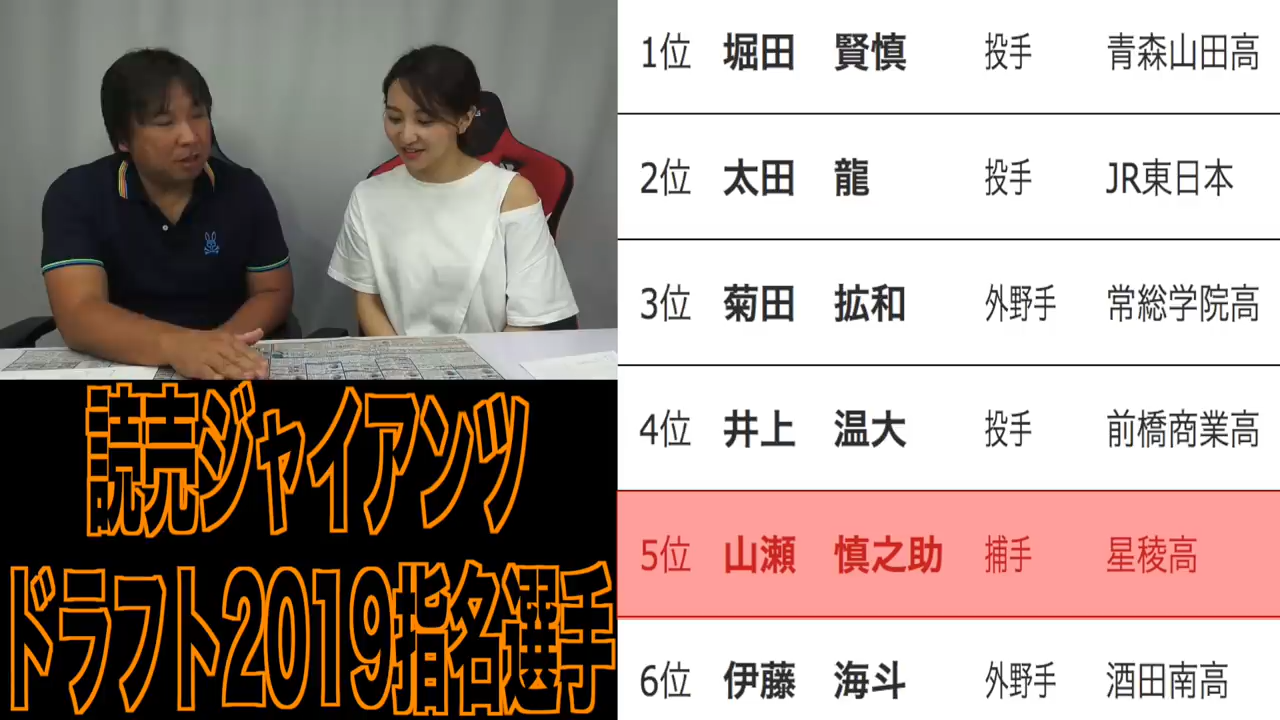 1位 堀田 賢慎 投手 青森山田高
2位 太田 龍 投手 JR東日本
3位 菊田 拡和 外野手 常総学院高
4位 井上 温大 投手 前橋商業高
5位 山瀬 慎之助 捕手 星稜高
6位 伊藤 海斗 外野手 酒田南高
読売ジャイアンツ
ドラフト2019指名選手